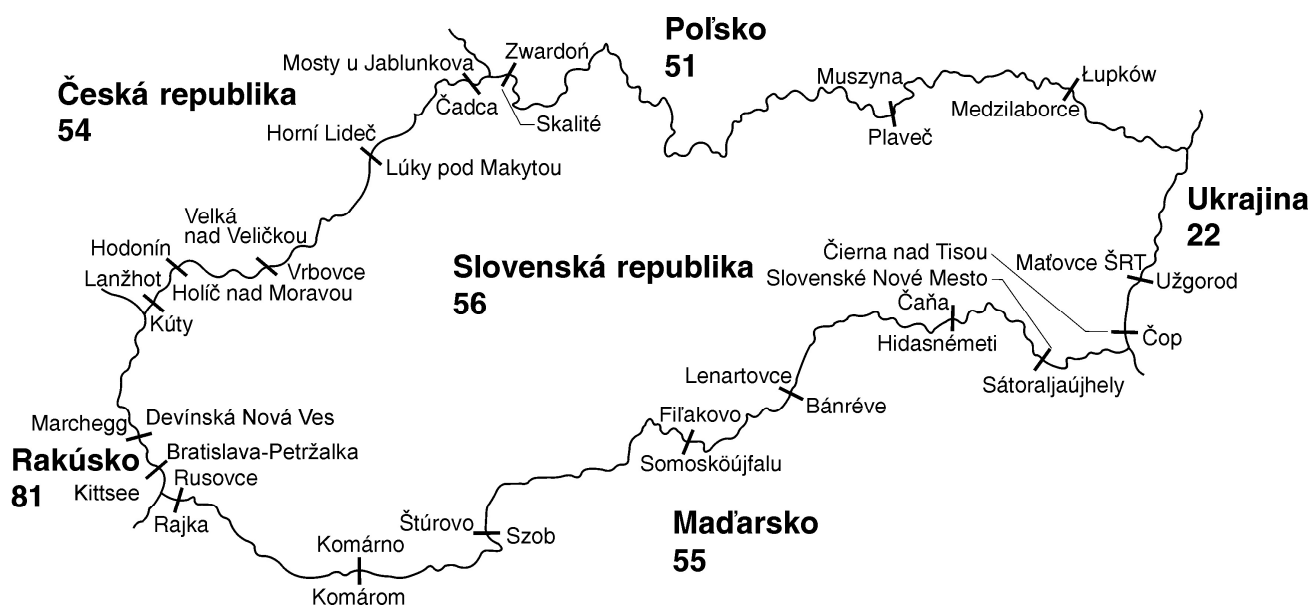 Poľsko
51
Zwardoń
Mosty u Jablunkova
Čadca
Skalité
Muszyna
Plaveč
Łupków
Medzilaborce
Česká republika
54
Horní Lideč
Lúky pod Makytou
Velká
nad Veličkou
Vrbovce
Hodonín
Holíč nad Moravou
Lanžhot
Kúty
Slovenská republika
56
Ukrajina
22
Čierna nad Tisou
Slovenské Nové Mesto
Maťovce ŠRT
Užgorod
Čop
Čaňa
Hidasnémeti
Sátoraljaújhely
Lenartovce
Bánréve
Fiľakovo
Somosköújfalu
Marchegg
Devínská Nová Ves
Rakúsko
81
Bratislava-Petržalka
Kittsee
Rusovce
Rajka
Štúrovo
Szob
Komárno
Komárom
Maďarsko
55